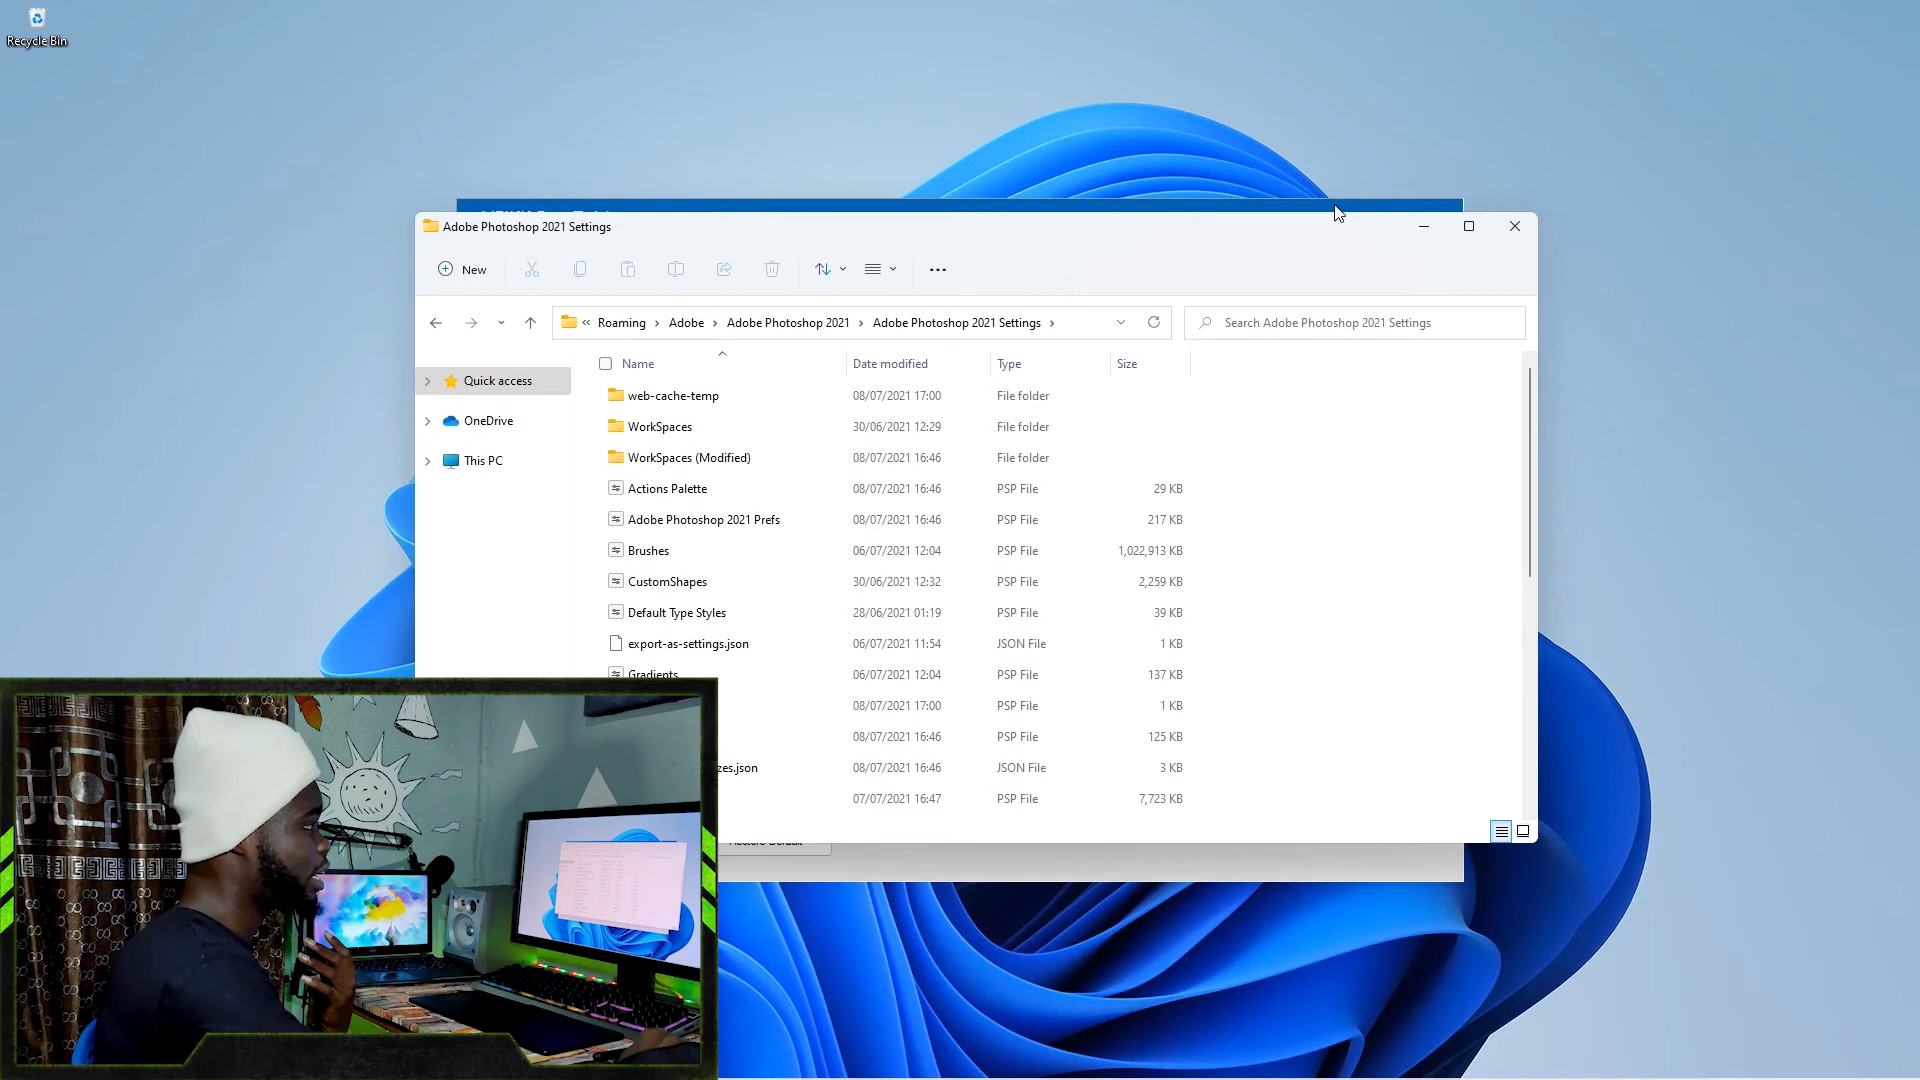 Recycle Bin
Adobe Photoshop 2021 Settings
New
« Roaming > Adobe > Adobe Photoshop 2021 > Adobe Photoshop 2021 Settings >
Search Adobe Photoshop 2021 Settings
Quick access
OneDrive
This PC
Name Date modified Type Size
web-cache-temp 08/07/2021 17:00 File folder
WorkSpaces 30/06/2021 12:29 File folder
WorkSpaces (Modified) 08/07/2021 16:46 File folder
Actions Palette 08/07/2021 16:46 PSP File 29 KB
Adobe Photoshop 2021 Prefs 08/07/2021 16:46 PSP File 217 KB
Brushes 06/07/2021 12:04 PSP File 1,022,913 KB
CustomShapes 30/06/2021 12:32 PSP File 2,259 KB
Default Type Styles 28/06/2021 01:19 PSP File 39 KB
export-as-settings.json 06/07/2021 11:54 JSON File 1 KB
Gradients 06/07/2021 12:04 PSP File 137 KB
08/07/2021 17:00 PSP File 1 KB
08/07/2021 16:46 PSP File 125 KB
zes.json 08/07/2021 16:46 JSON File 3 KB
07/07/2021 16:47 PSP File 7,723 KB